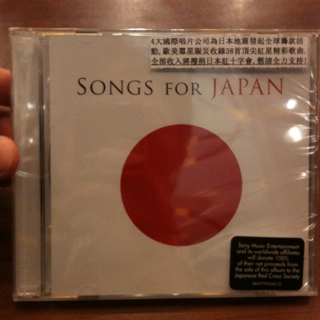 4大國際唱片公司為日本地震發起全球籌款活
動,歐美羣星賑災收錄38首頂尖紅星精彩歌曲,
全部收入將撥捐日本紅十字會,懇請全力支持!
SONGS FOR JAPAN
Sony Music Entertainment
and its worldwide affiliates
will donate 100%
of their net proceeds from
the sale of this album to the
Japanese Red Cross Society